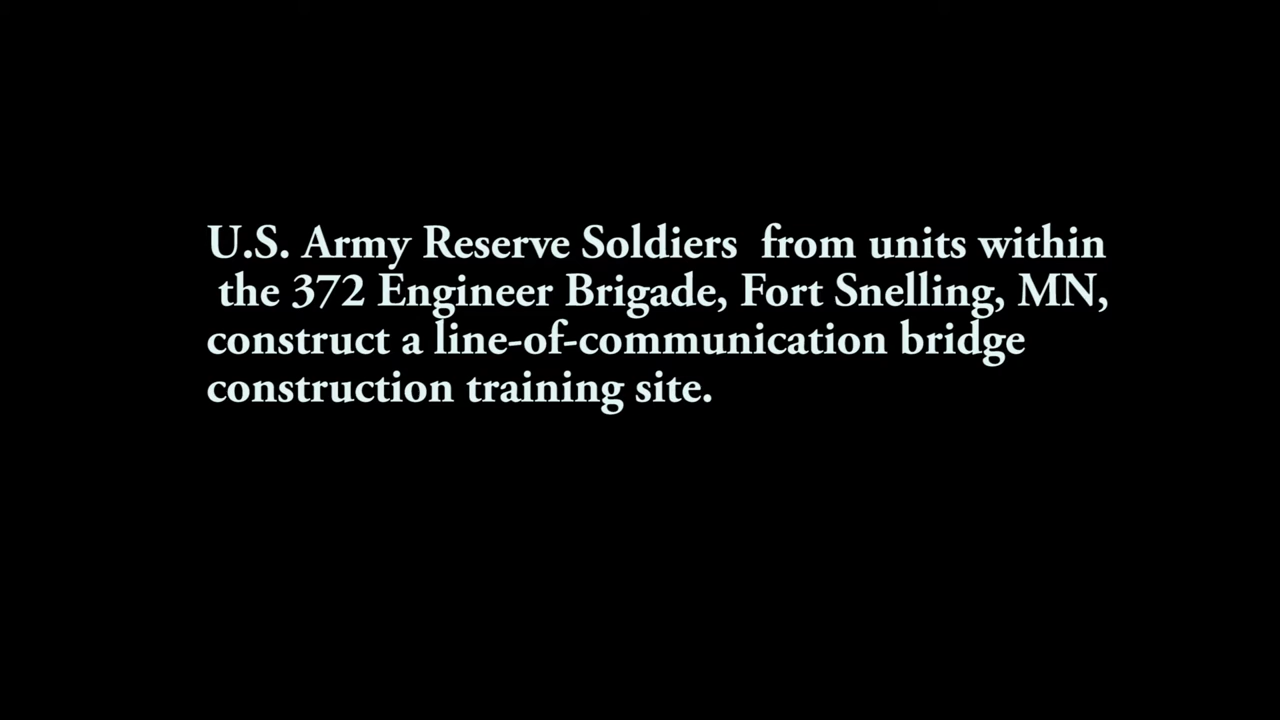 U.S. Army Reserve Soldiers  from units within
the 372 Engineer Brigade, Fort Snelling, MN,
construct a line-of-communication bridge
construction training site.